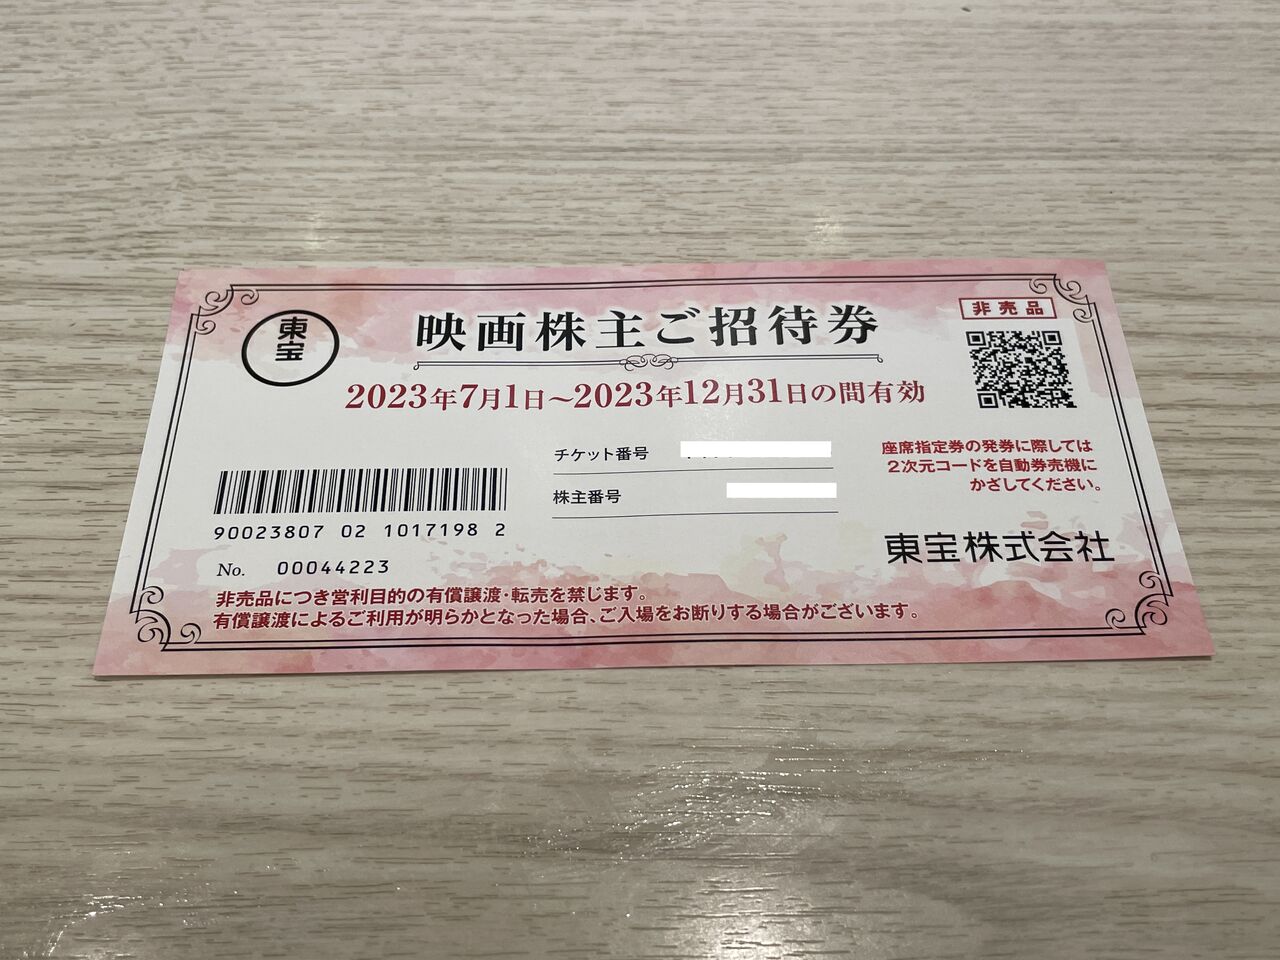 東宝
映画株主ご招待券
非売品
2023年7月1日～2023年12月31日の間有効
チケット番号
株主番号
座席指定券の発券に際しては
2次元コードを自動券売機に
かざしてください。
90023807 02 1017198 2
No. 00044223
東宝株式会社
非売品につき営利目的の有償譲渡・転売を禁じます。
有償譲渡によるご利用が明らかとなった場合、ご入場をお断りする場合がございます。